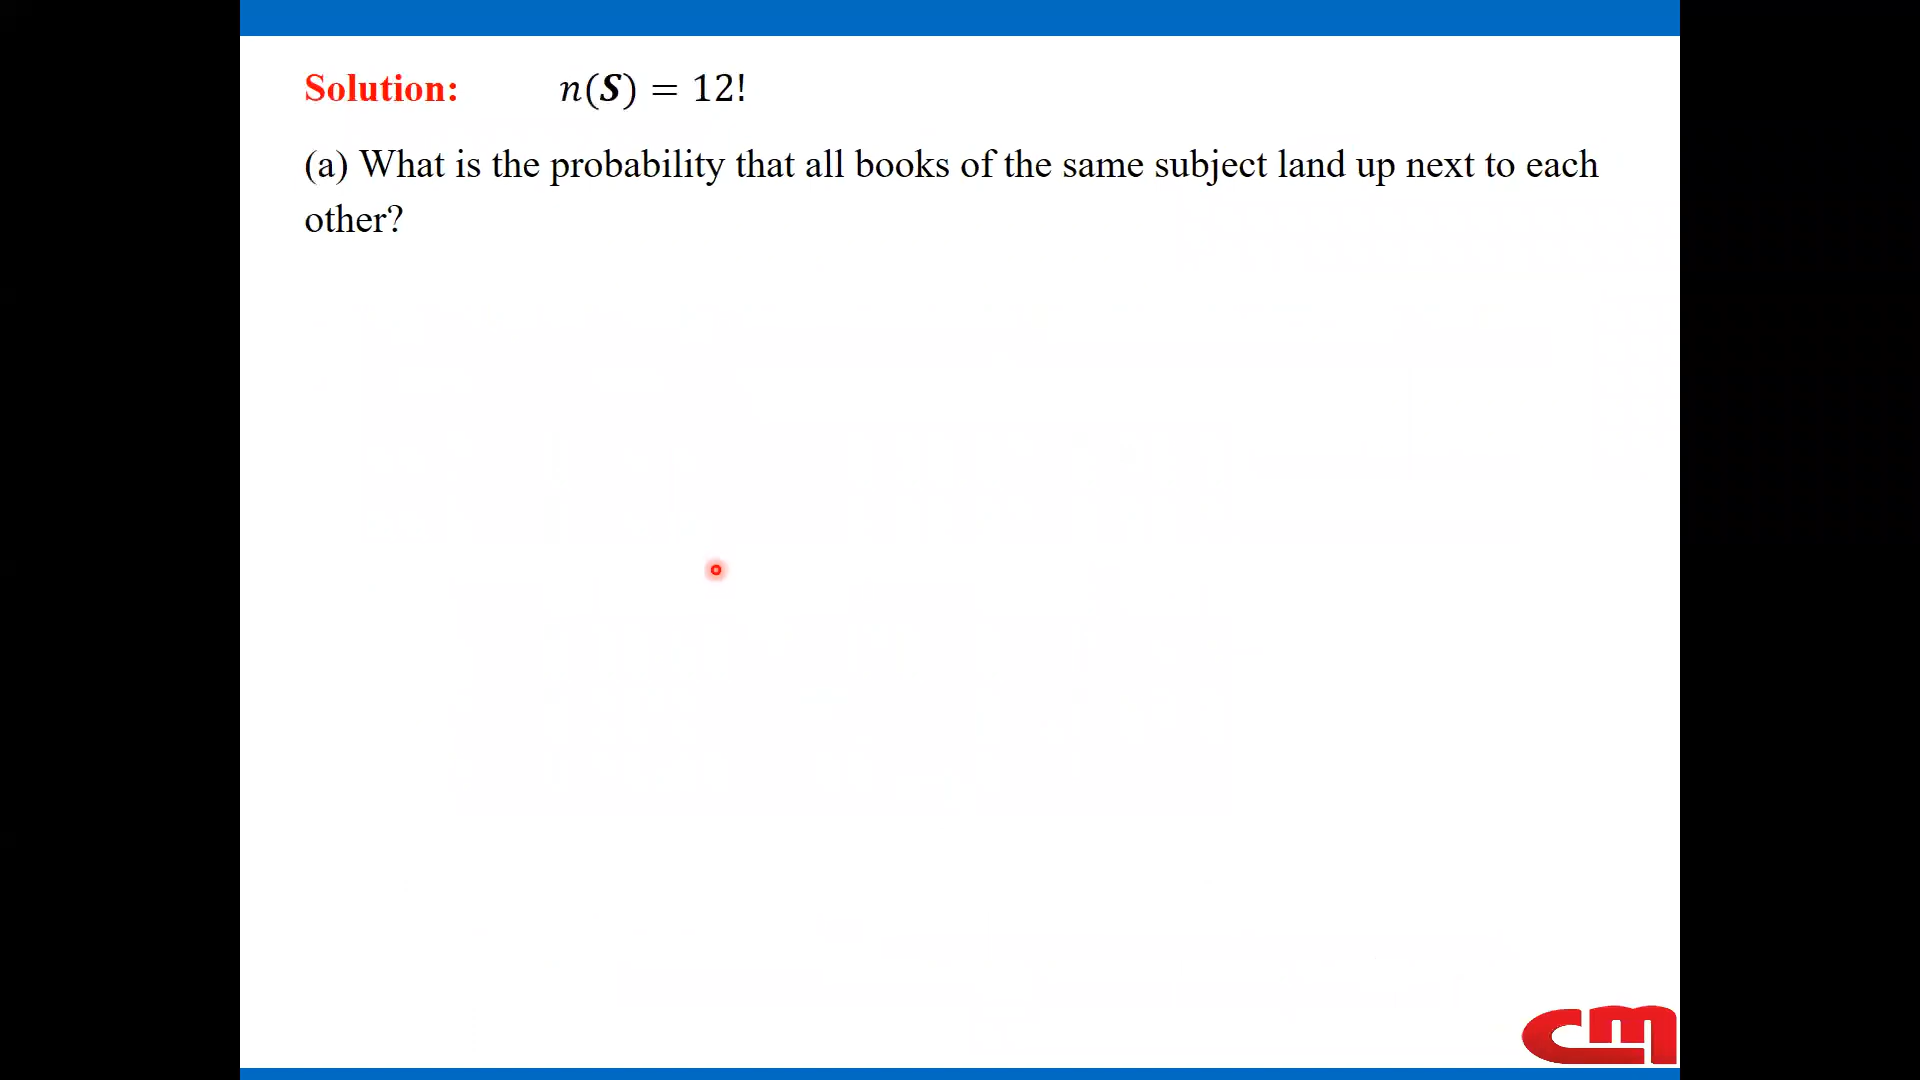 Solution: n(S) = 12!
(a) What is the probability that all books of the same subject land up next to each
other?
cm